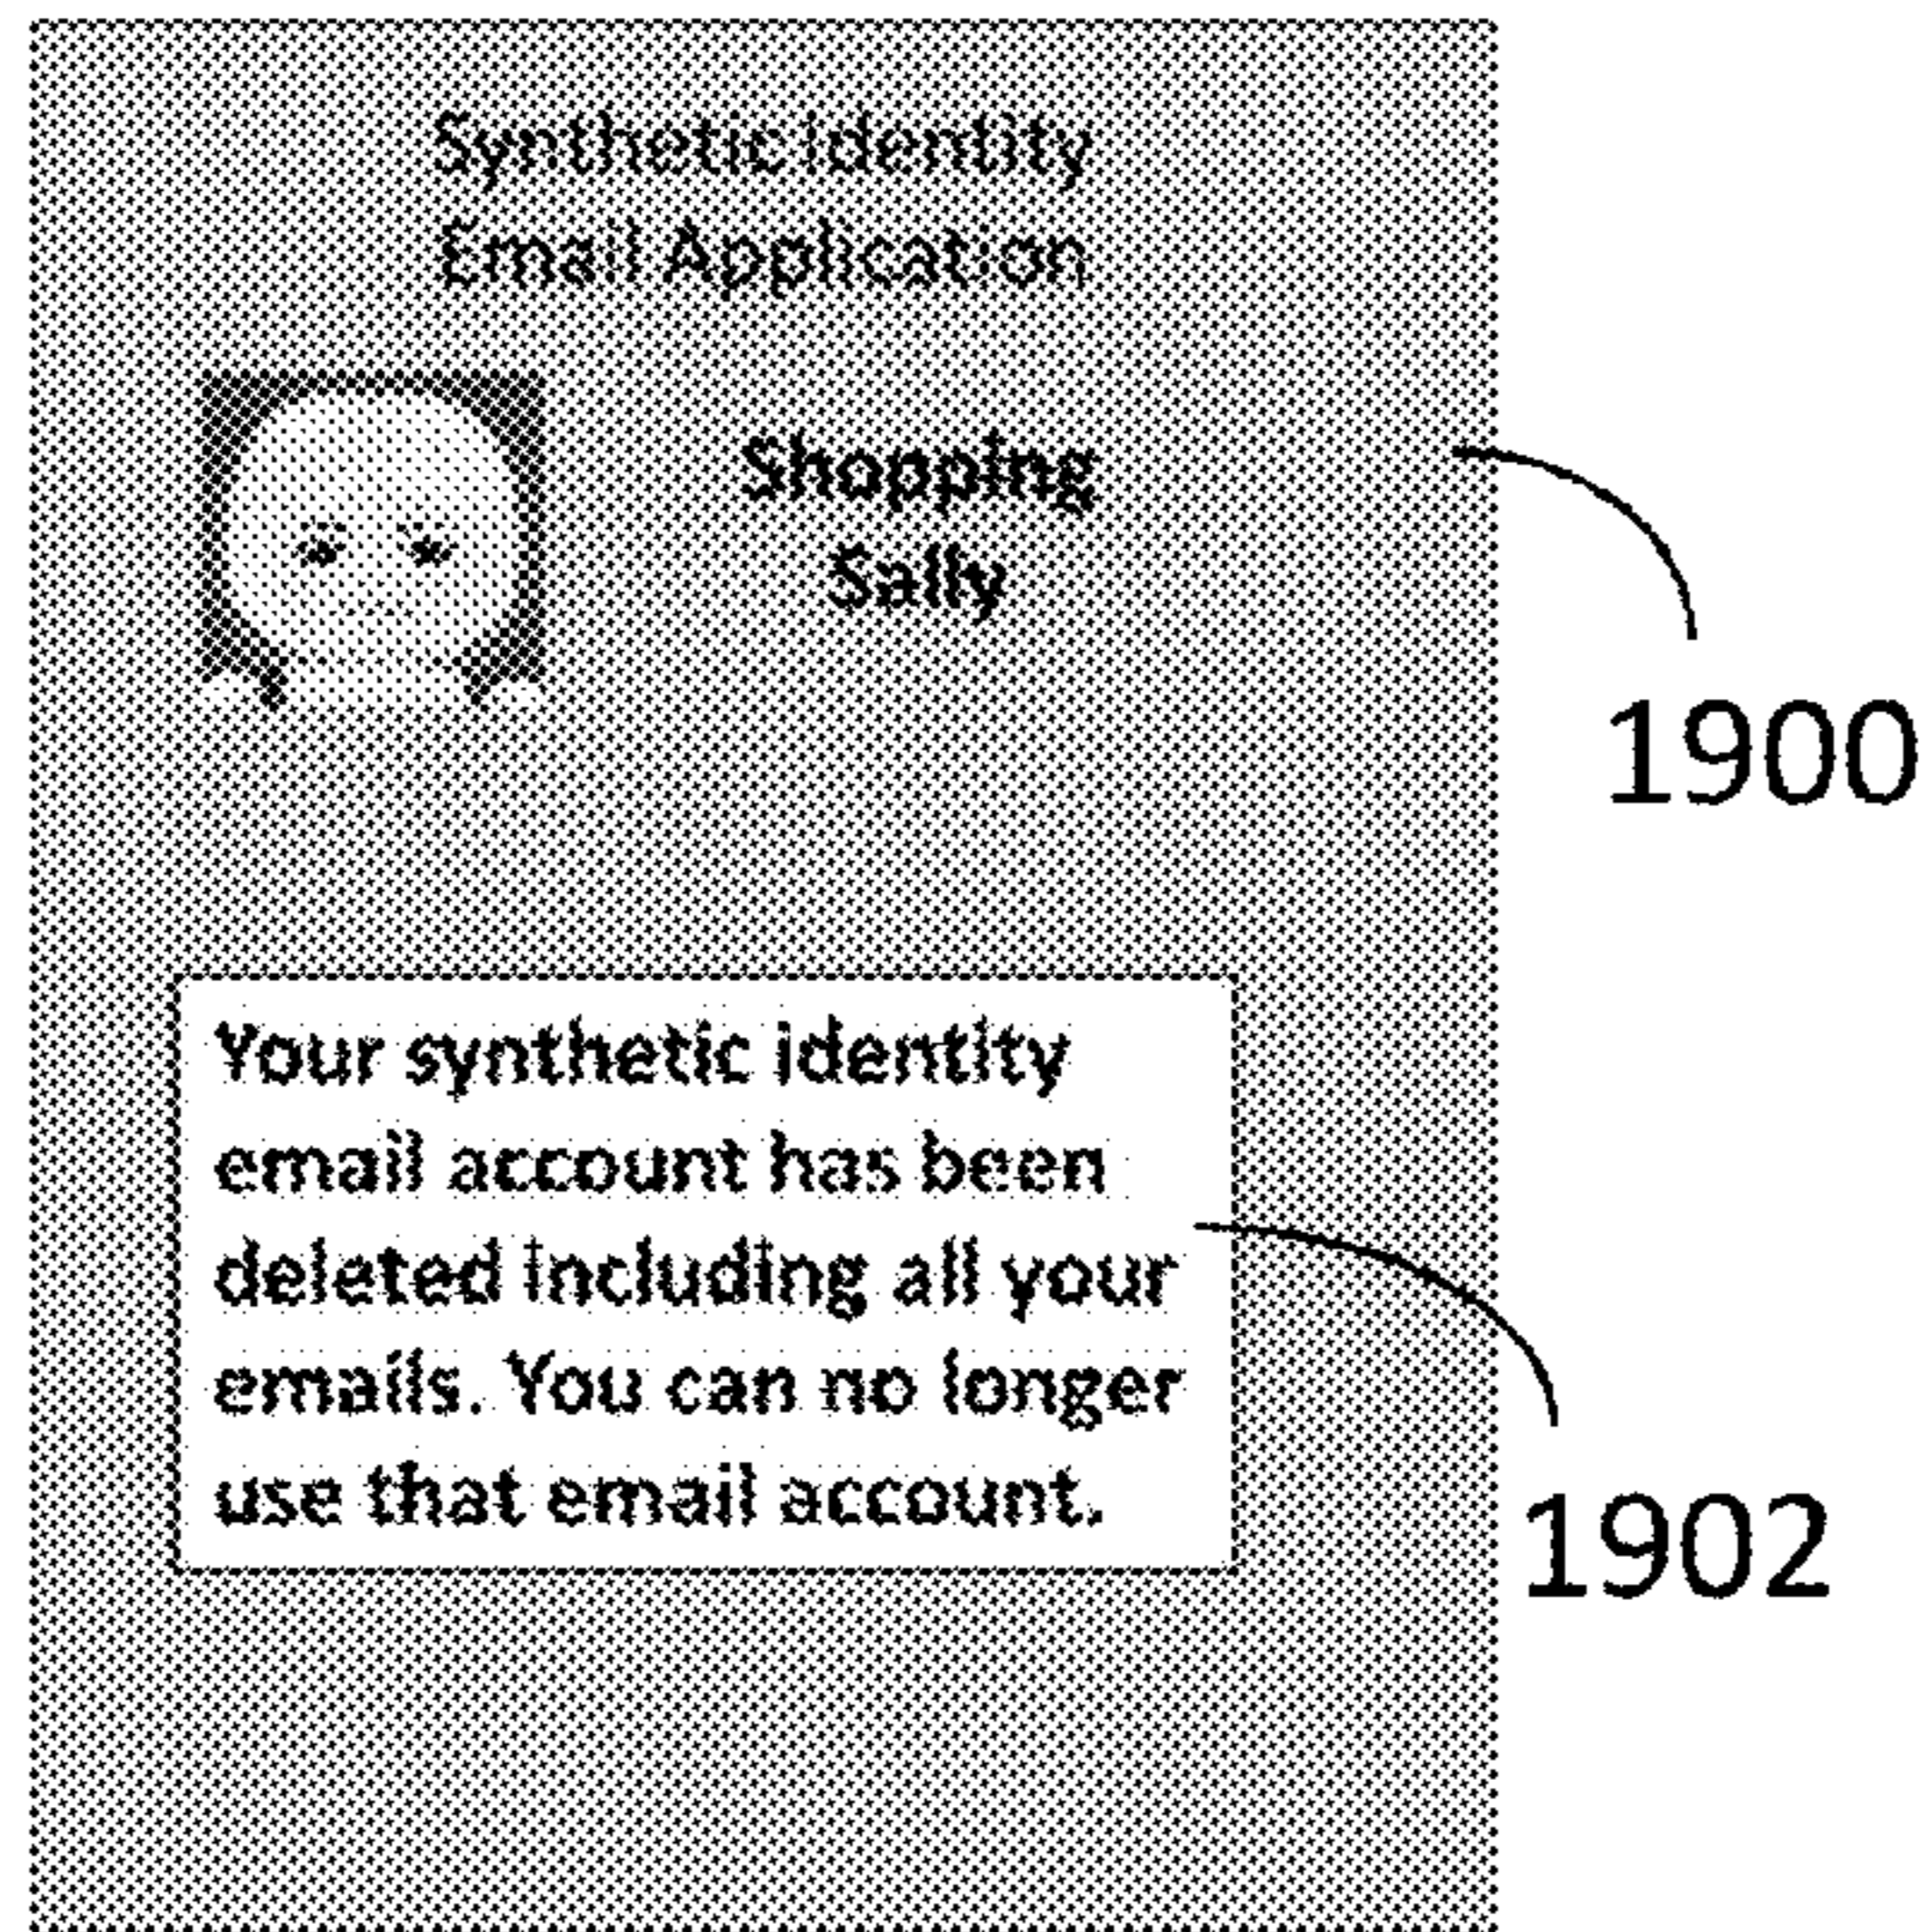 Synthetic Identity
Email Application
Shopping
Sally
1900
Your synthetic identity
email account has been
deleted including all your
emails. You can no longer
use that email account.
1902